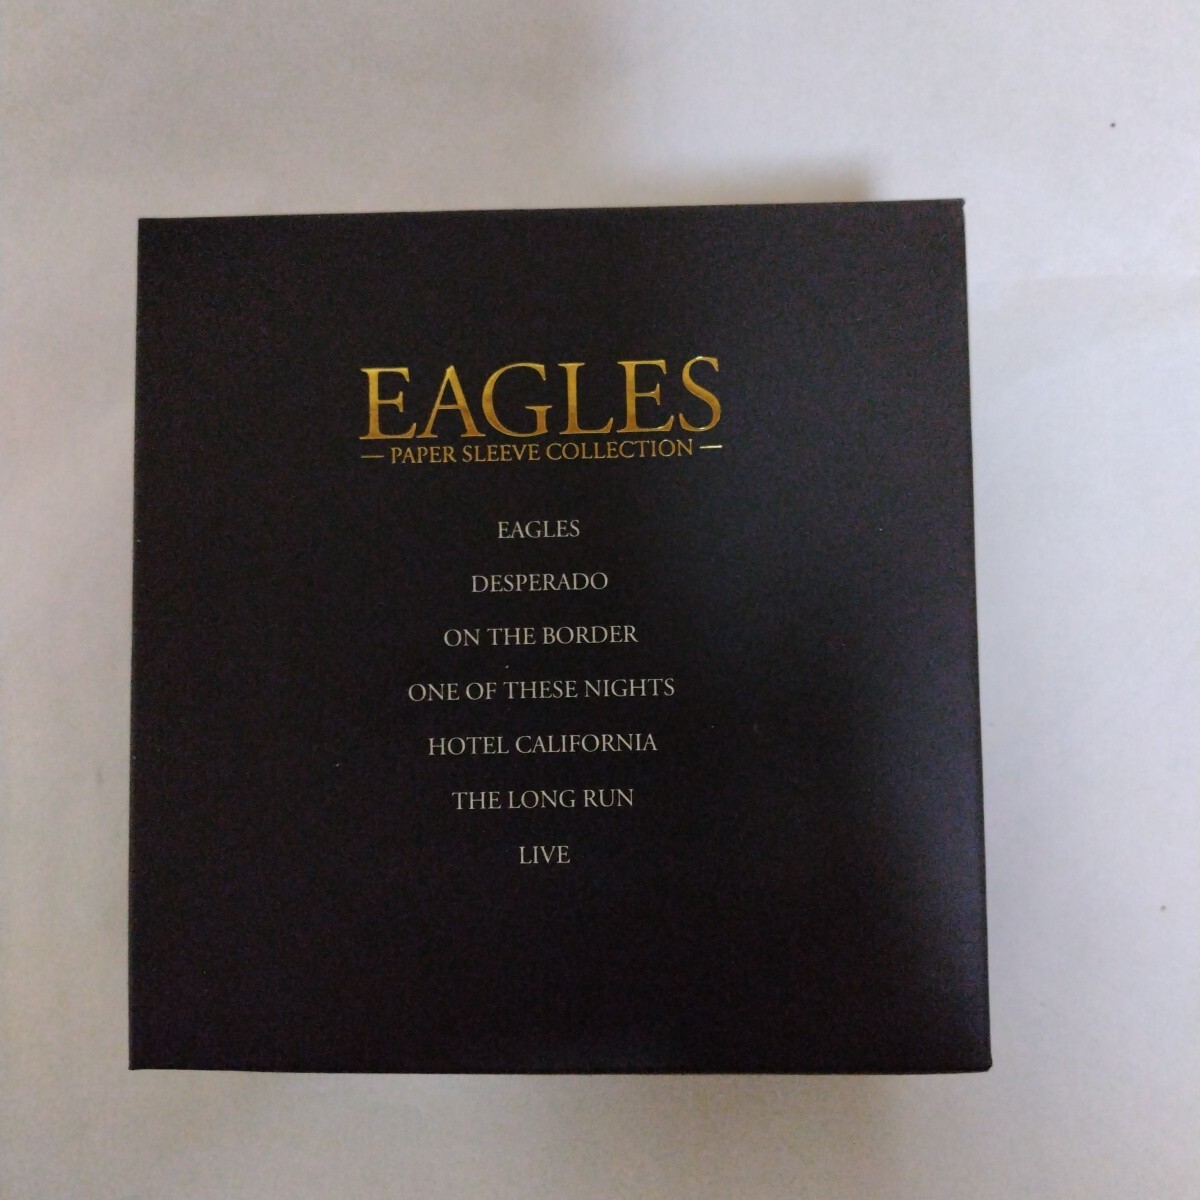 EAGLES
— PAPER SLEEVE COLLECTION —
EAGLES
DESPERADO
ON THE BORDER
ONE OF THESE NIGHTS
HOTEL CALIFORNIA
THE LONG RUN
LIVE